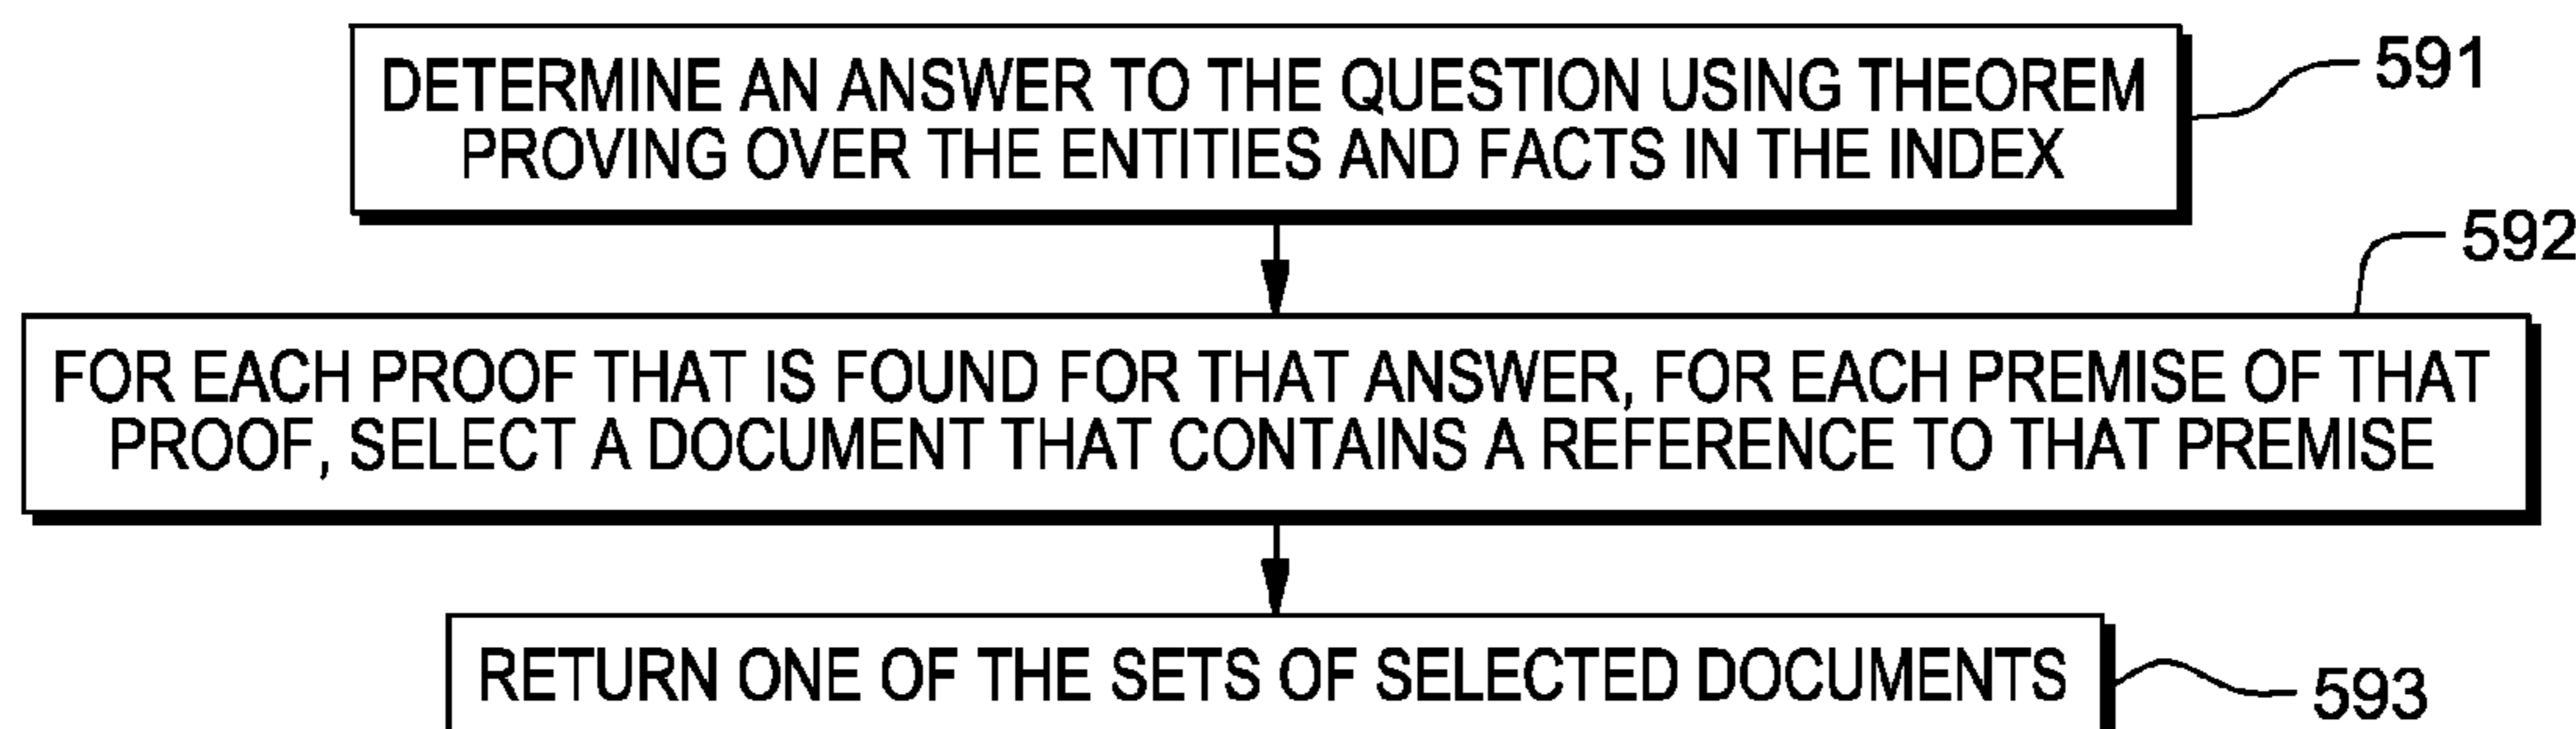 DETERMINE AN ANSWER TO THE QUESTION USING THEOREM
PROVING OVER THE ENTITIES AND FACTS IN THE INDEX
591
592
FOR EACH PROOF THAT IS FOUND FOR THAT ANSWER, FOR EACH PREMISE OF THAT
PROOF, SELECT A DOCUMENT THAT CONTAINS A REFERENCE TO THAT PREMISE
RETURN ONE OF THE SETS OF SELECTED DOCUMENTS
593